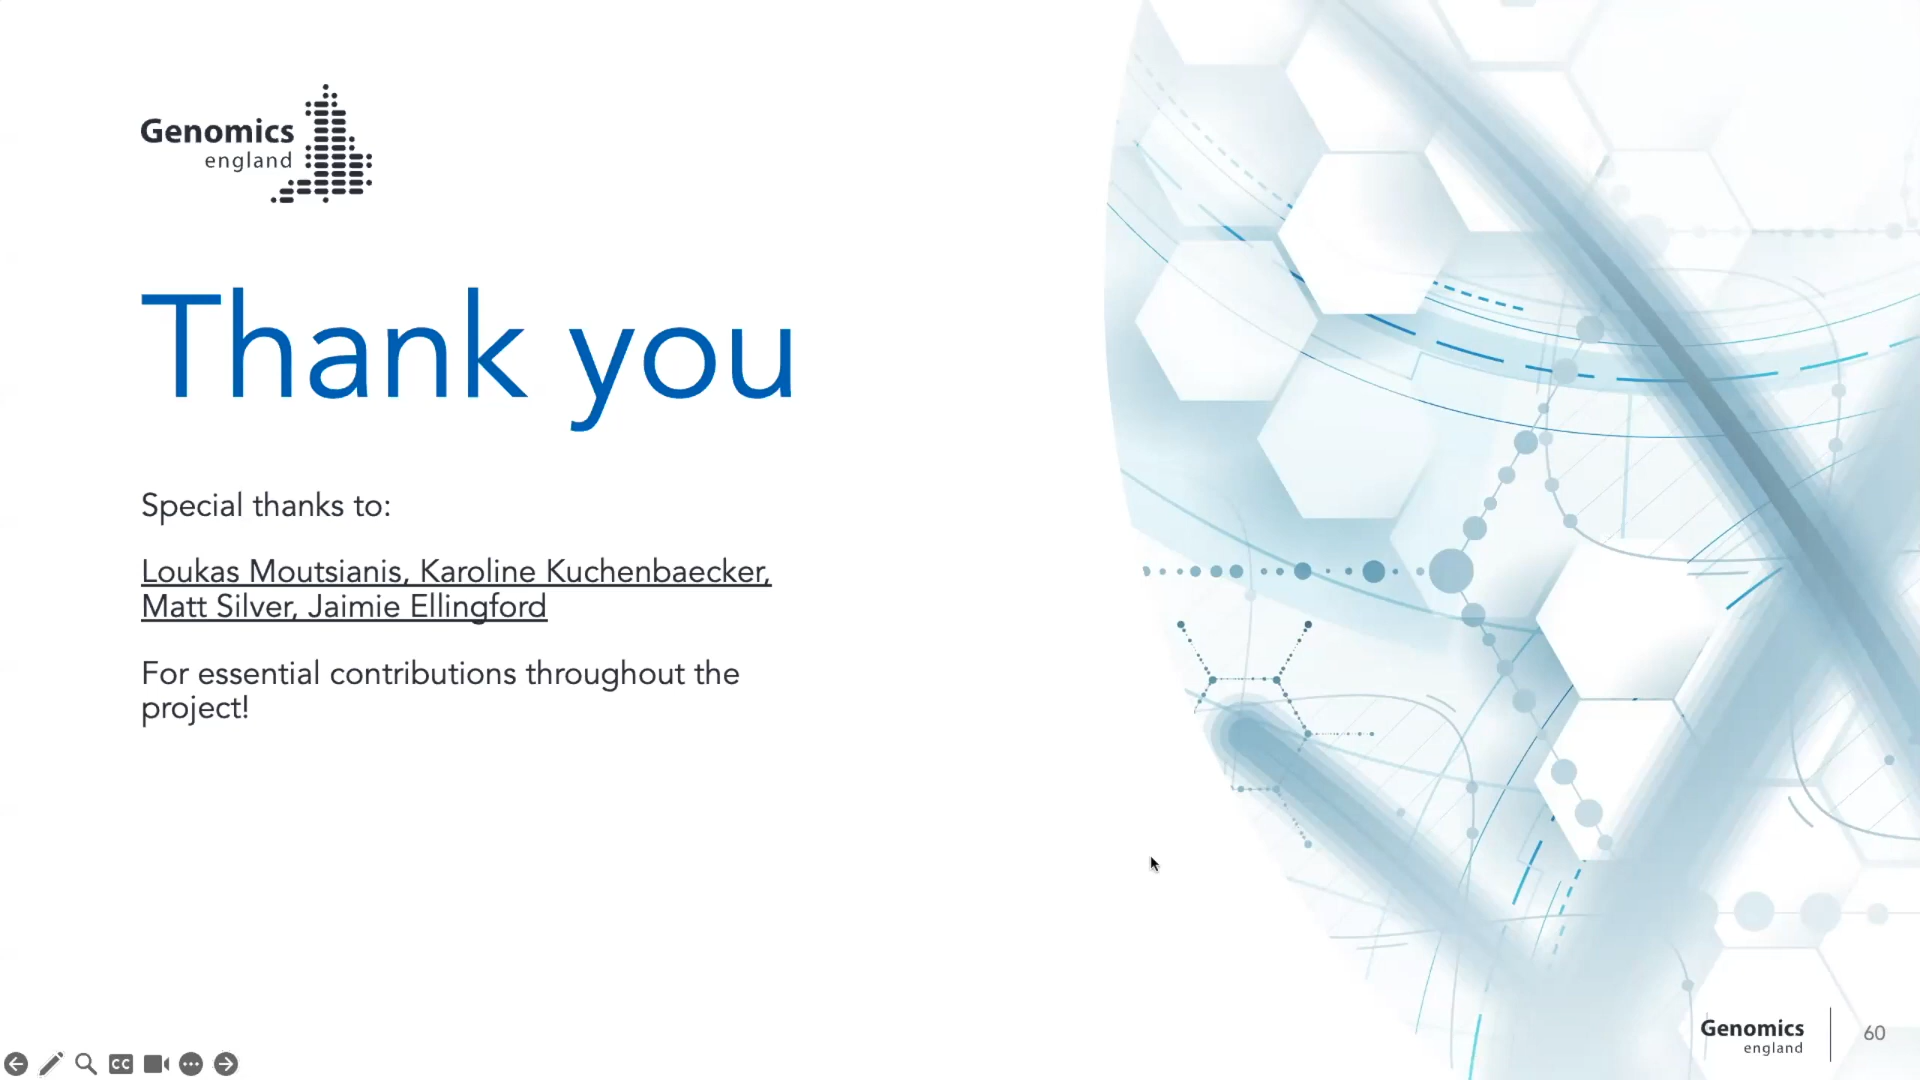 Genomics
england
Thank you
Special thanks to:
Loukas Moutsianis, Karoline Kuchenbaecker,
Matt Silver, Jaimie Ellingford
For essential contributions throughout the
project!
CC
Genomics
england
60